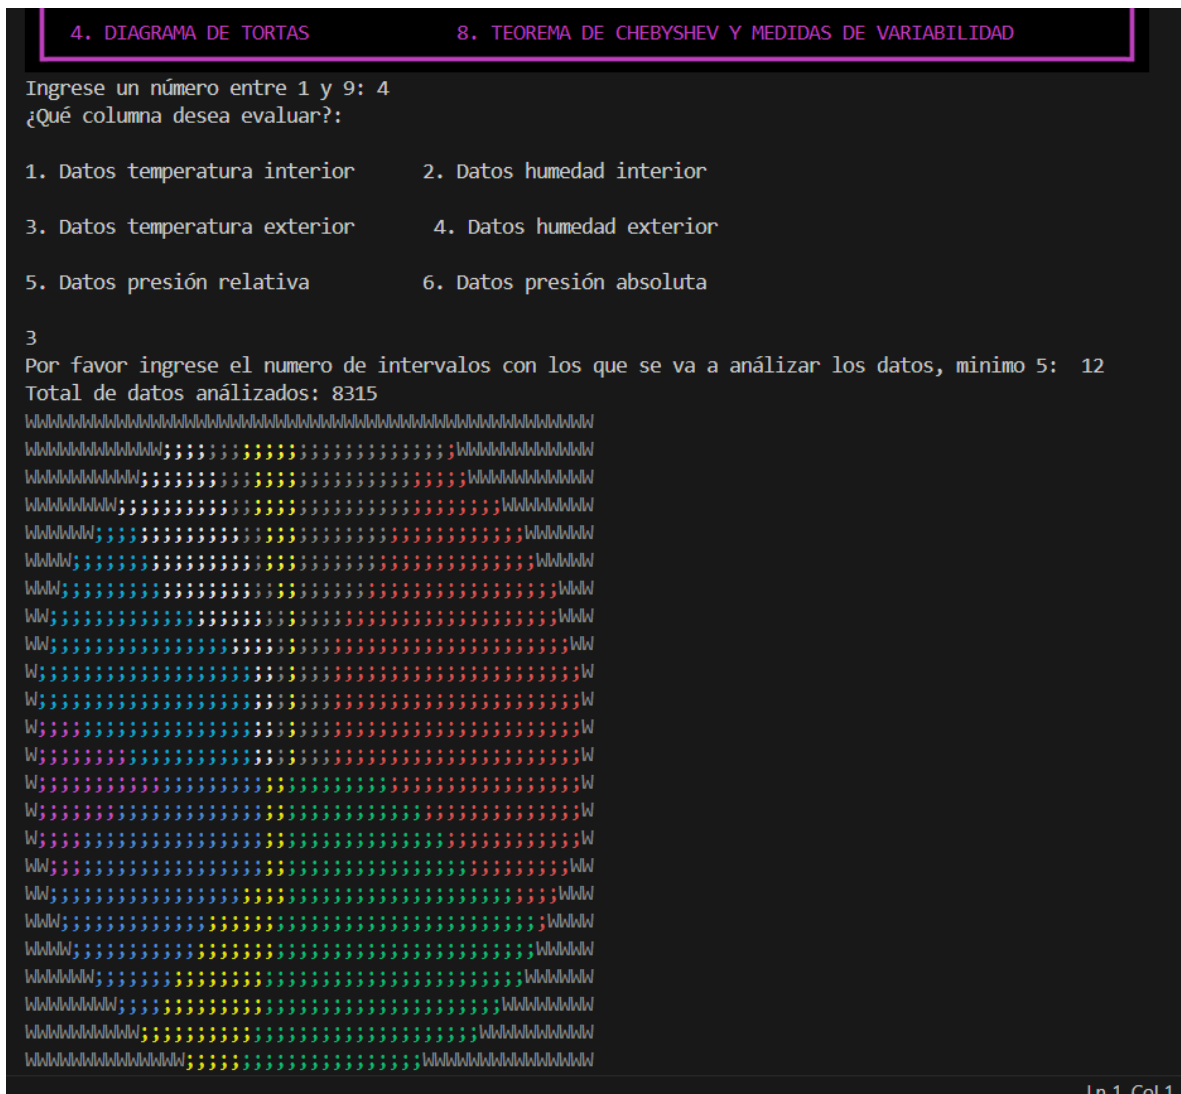 4. DIAGRAMA DE TORTAS 8. TEOREMA DE CHEBYSHEV Y MEDIDAS DE VARIABILIDAD
Ingrese un número entre 1 y 9: 4
¿Qué columna desea evaluar?:
1. Datos temperatura interior 2. Datos humedad interior
3. Datos temperatura exterior 4. Datos humedad exterior
5. Datos presión relativa 6. Datos presión absoluta
3
Por favor ingrese el numero de intervalos con los que se va a análizar los datos, minimo 5: 12
Total de datos análizados: 8315